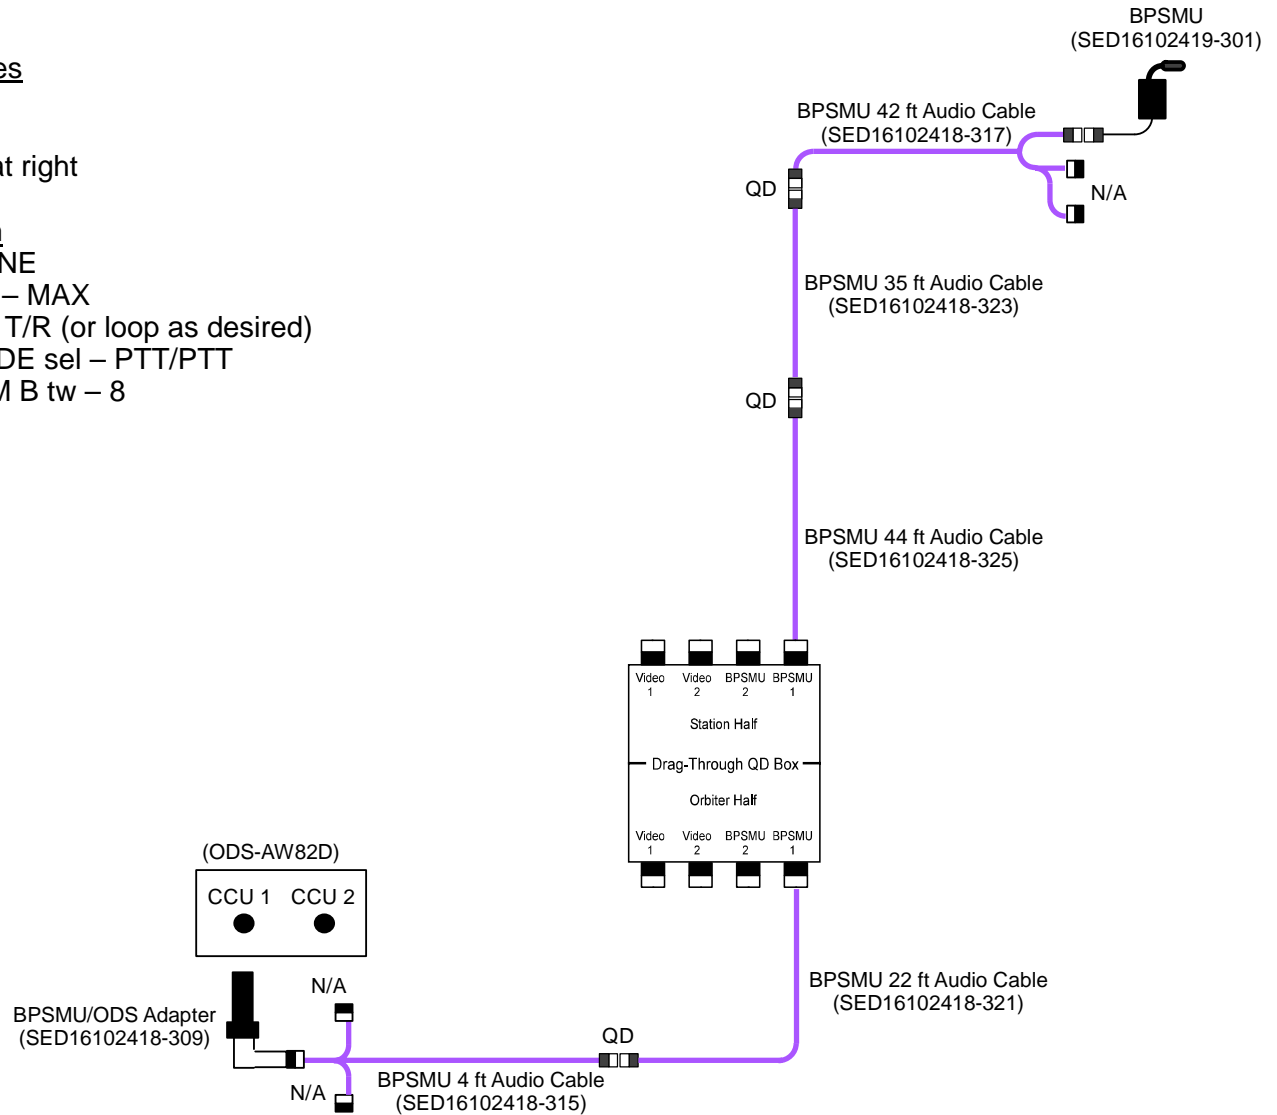 es
at right
NE
– MAX
T/R (or loop as desired)
DE sel – PTT/PTT
M B tw – 8
BPSMU
(SED16102419-301)
BPSMU 42 ft Audio Cable
(SED16102418-317)
QD
N/A
BPSMU 35 ft Audio Cable
(SED16102418-323)
QD
BPSMU 44 ft Audio Cable
(SED16102418-325)
Video 1
Video 2
BPSMU 2
BPSMU 1
Station Half
Drag-Through QD Box
Orbiter Half
Video 1
Video 2
BPSMU 2
BPSMU 1
(ODS-AW82D)
CCU 1
CCU 2
N/A
BPSMU/ODS Adapter
(SED16102418-309)
N/A
BPSMU 4 ft Audio Cable
(SED16102418-315)
QD
BPSMU 22 ft Audio Cable
(SED16102418-321)